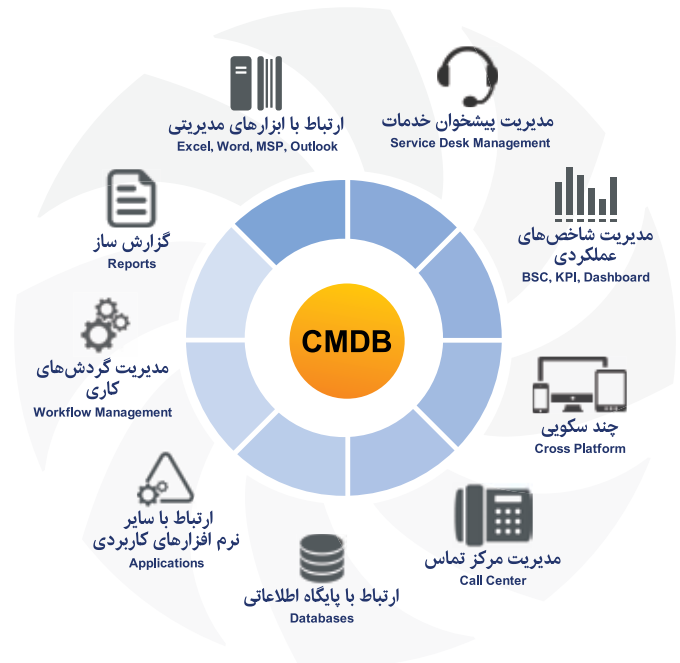 مدیریت پیشخوان خدمات
Service Desk Management
ارتباط با ابزارهای مدیریتی
Excel, Word, MSP, Outlook
مدیریت شاخص‌های
عملکردی
BSC, KPI, Dashboard
گزارش ساز
Reports
CMDB
مدیریت گردش‌های
کاری
Workflow Management
چند سکویی
Cross Platform
ارتباط با سایر
نرم افزارهای کاربردی
Applications
مدیریت مرکز تماس
Call Center
ارتباط با پایگاه اطلاعاتی
Databases